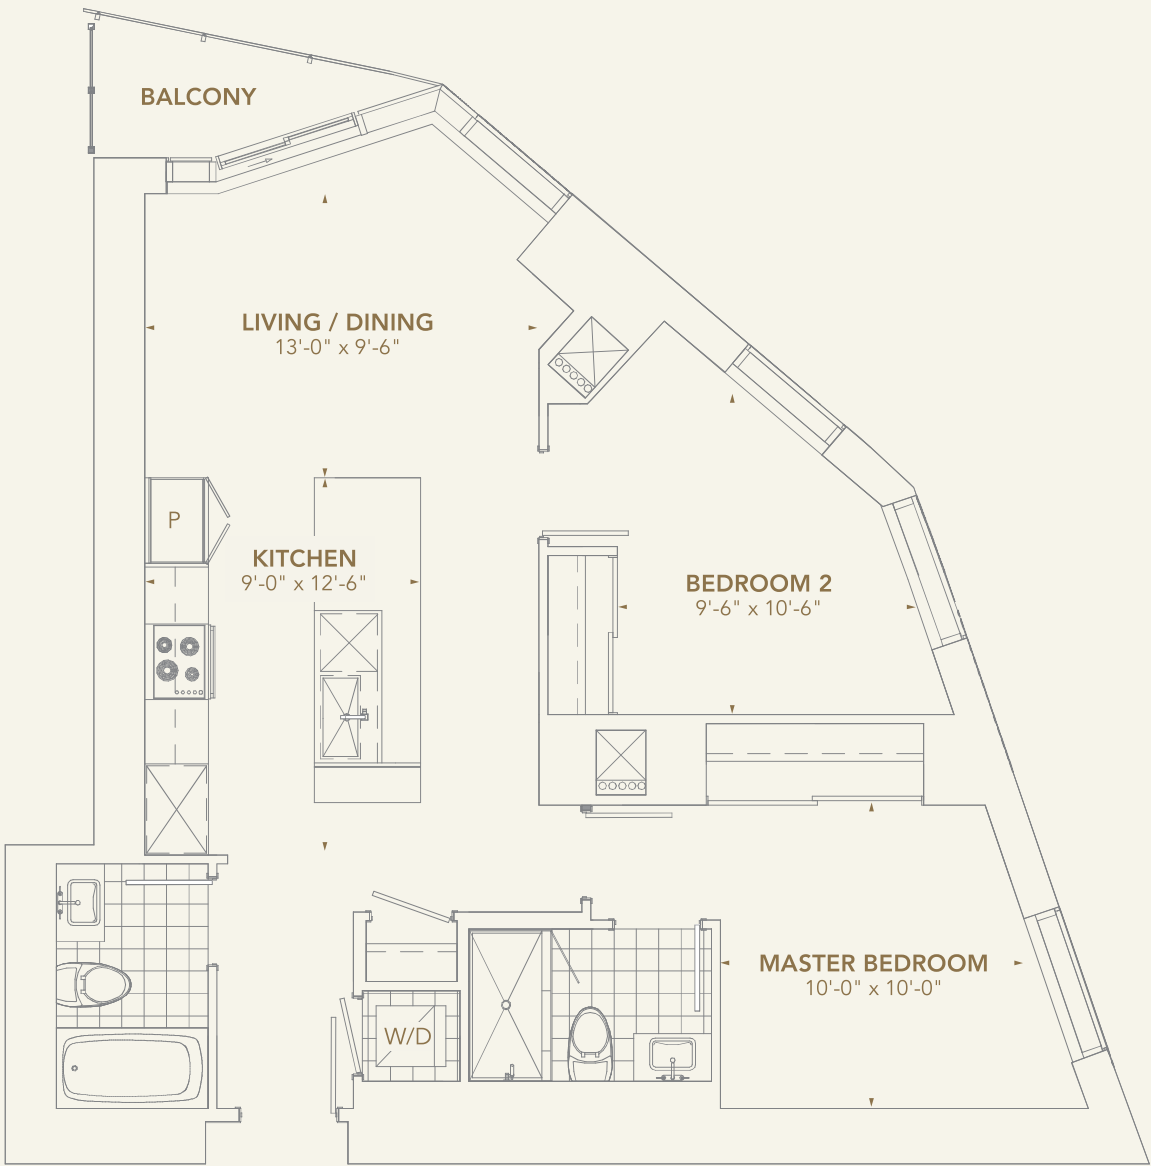 BALCONY
LIVING / DINING
13'-0" x 9'-6"
P
KITCHEN
9'-0" x 12'-6"
BEDROOM 2
9'-6" x 10'-6"
MASTER BEDROOM
10'-0" x 10'-0"
W/D